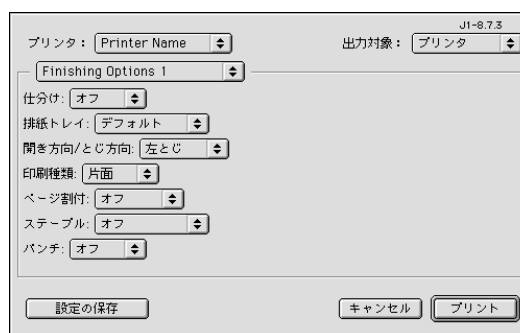 J1-8.7.3
プリンタ： Printer Name 出力対象： プリンタ
Finishing Options 1
仕分け: オフ
排紙トレイ: デフォルト
開き方向/とじ方向: 左とじ
印刷種類: 片面
ページ割付: オフ
ステープル: オフ
パンチ: オフ
設定の保存 キャンセル プリント